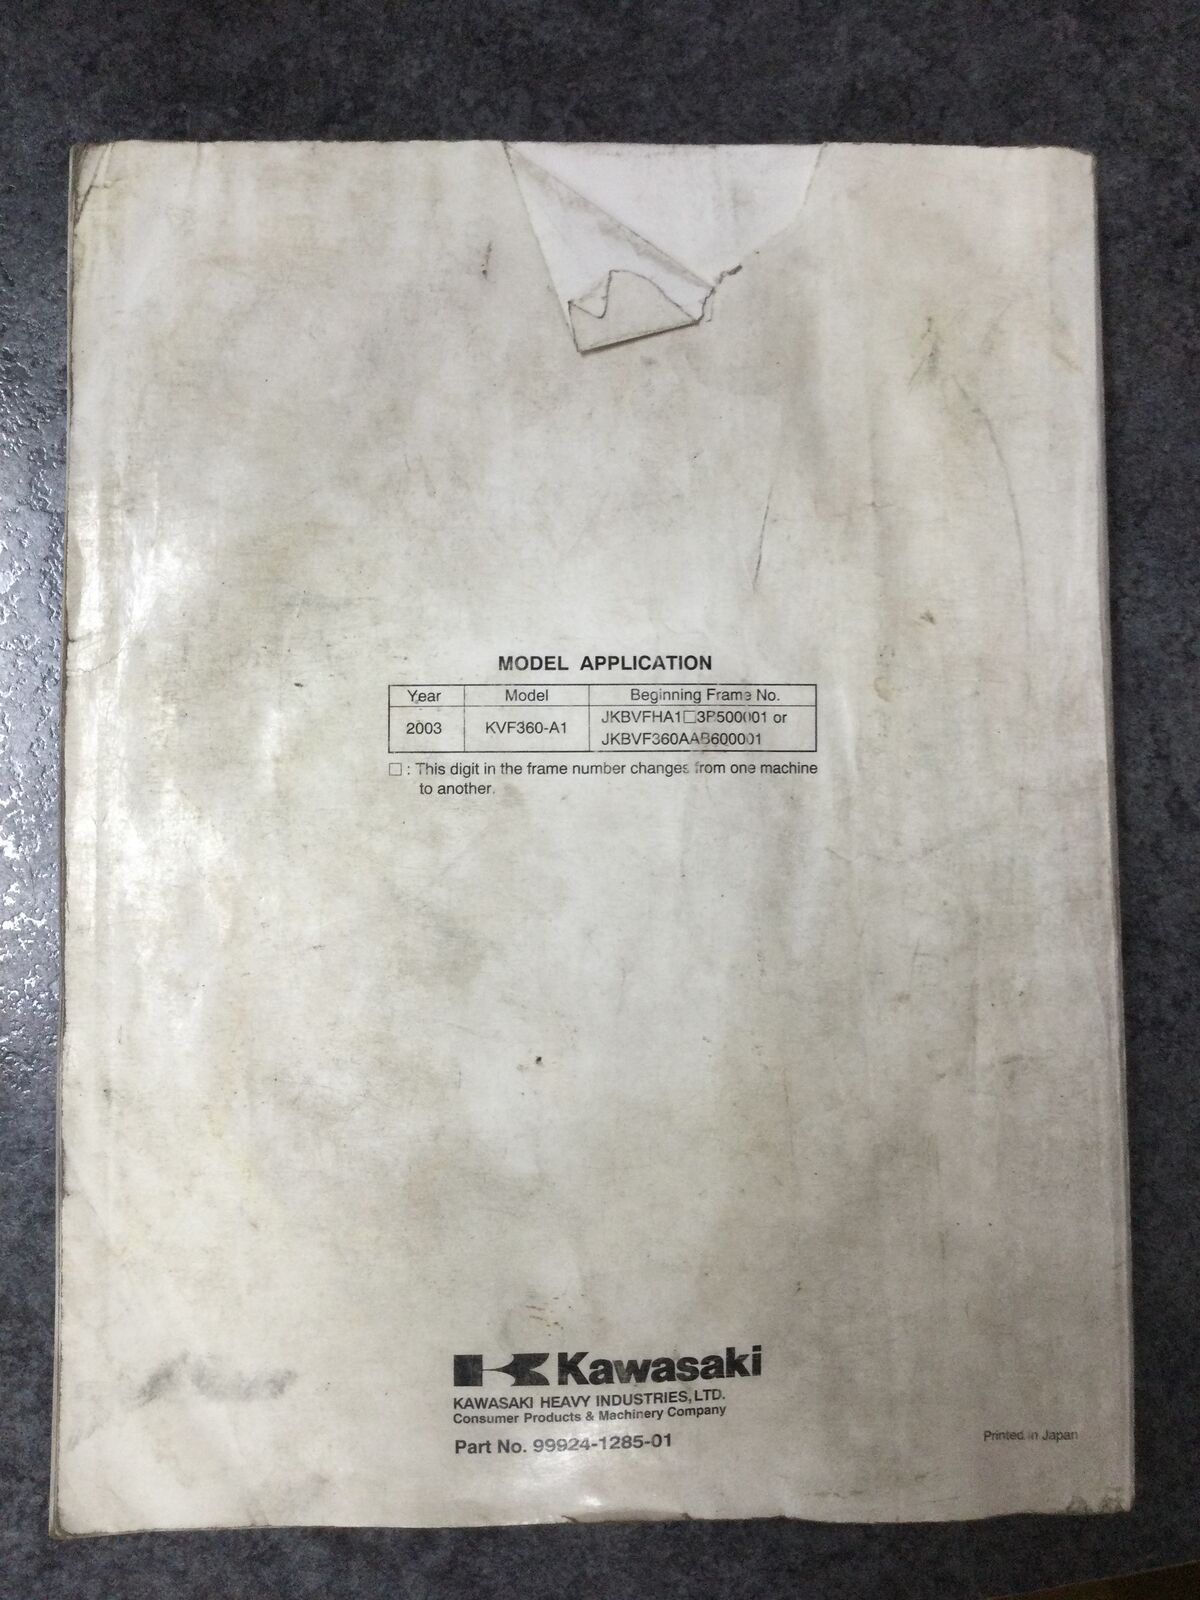 MODEL APPLICATION
Year Model Beginning Frame No.
2003 KVF360-A1 JKBVFHA1□3B500001 or
JKBVF360AAB600001
□ : This digit in the frame number changes from one machine
to another.
Kawasaki
KAWASAKI HEAVY INDUSTRIES, LTD.
Consumer Products & Machinery Company
Part No. 99924-1285-01
Printed in Japan